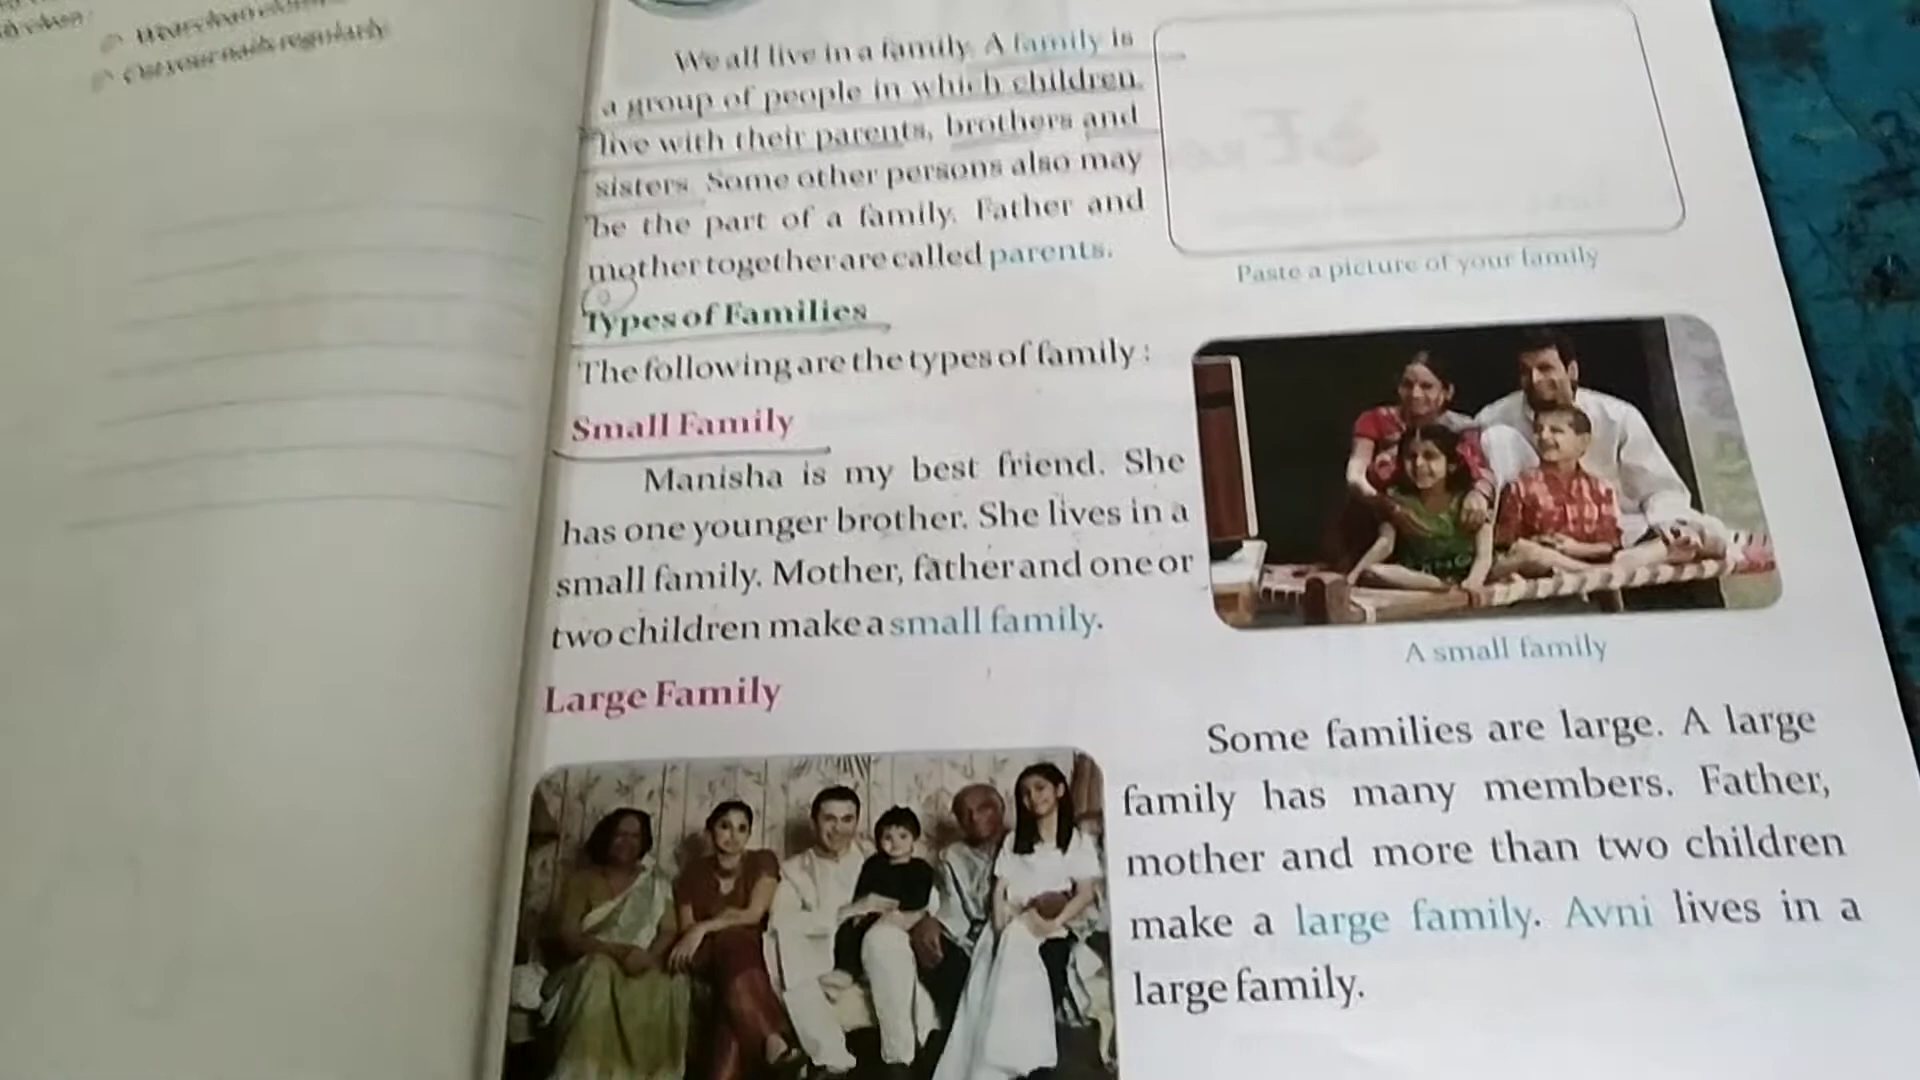 Cut your nails regularly
We all live in a family. A family is
a group of people in which children
live with their parents, brothers and
sisters. Some other persons also may
be the part of a family. Father and
mother together are called parents.
Paste a picture of your family
Types of Families
The following are the types of family :
Small Family
Manisha is my best friend. She
has one younger brother. She lives in a
small family. Mother, father and one or
two children make a small family.
A small family
Large Family
Some families are large. A large
family has many members. Father,
mother and more than two children
make a large family. Avni lives in a
large family.